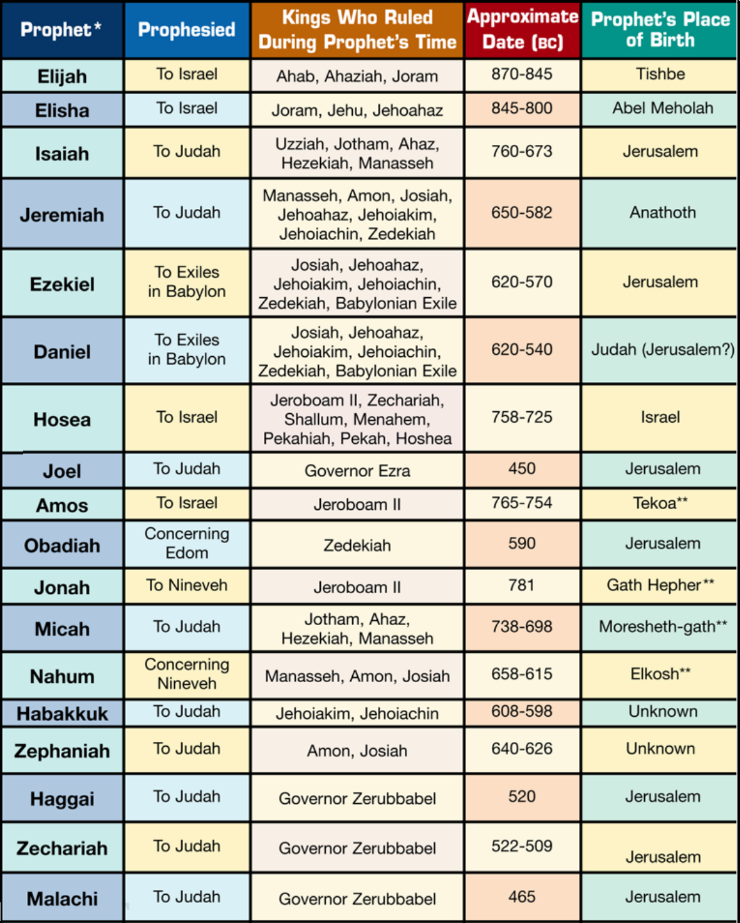 Prophet* Prophesied Kings Who Ruled During Prophet's Time Approximate Date (BC) Prophet's Place of Birth
Elijah To Israel Ahab, Ahaziah, Joram 870-845 Tishbe
Elisha To Israel Joram, Jehu, Jehoahaz 845-800 Abel Meholah
Isaiah To Judah Uzziah, Jotham, Ahaz, Hezekiah, Manasseh 760-673 Jerusalem
Jeremiah To Judah Manasseh, Amon, Josiah, Jehoahaz, Jehoiakim, Jehoiachin, Zedekiah 650-582 Anathoth
Ezekiel To Exiles in Babylon Josiah, Jehoahaz, Jehoiakim, Jehoiachin, Zedekiah, Babylonian Exile 620-570 Jerusalem
Daniel To Exiles in Babylon Josiah, Jehoahaz, Jehoiakim, Jehoiachin, Zedekiah, Babylonian Exile 620-540 Judah (Jerusalem?)
Hosea To Israel Jeroboam II, Zechariah, Shallum, Menahem, Pekahiah, Pekah, Hoshea 758-725 Israel
Joel To Judah Governor Ezra 450 Jerusalem
Amos To Israel Jeroboam II 765-754 Tekoa**
Obadiah Concerning Edom Zedekiah 590 Jerusalem
Jonah To Nineveh Jeroboam II 781 Gath Hepher**
Micah To Judah Jotham, Ahaz, Hezekiah, Manasseh 738-698 Moresheth-gath**
Nahum Concerning Nineveh Manasseh, Amon, Josiah 658-615 Elkosh**
Habakkuk To Judah Jehoiakim, Jehoiachin 608-598 Unknown
Zephaniah To Judah Amon, Josiah 640-626 Unknown
Haggai To Judah Governor Zerubbabel 520 Jerusalem
Zechariah To Judah Governor Zerubbabel 522-509 Jerusalem
Malachi To Judah Governor Zerubbabel 465 Jerusalem